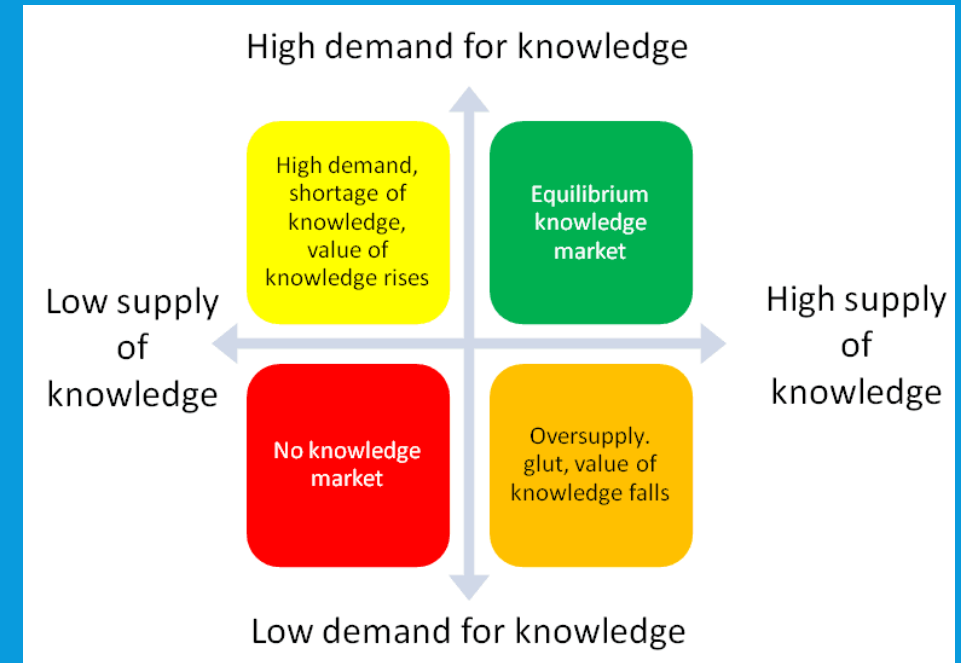 High demand for knowledge
High demand,
shortage of
knowledge,
value of
knowledge rises
Equilibrium
knowledge
market
Low supply
of
knowledge
High supply
of
knowledge
No knowledge
market
Oversupply.
glut, value of
knowledge falls
Low demand for knowledge